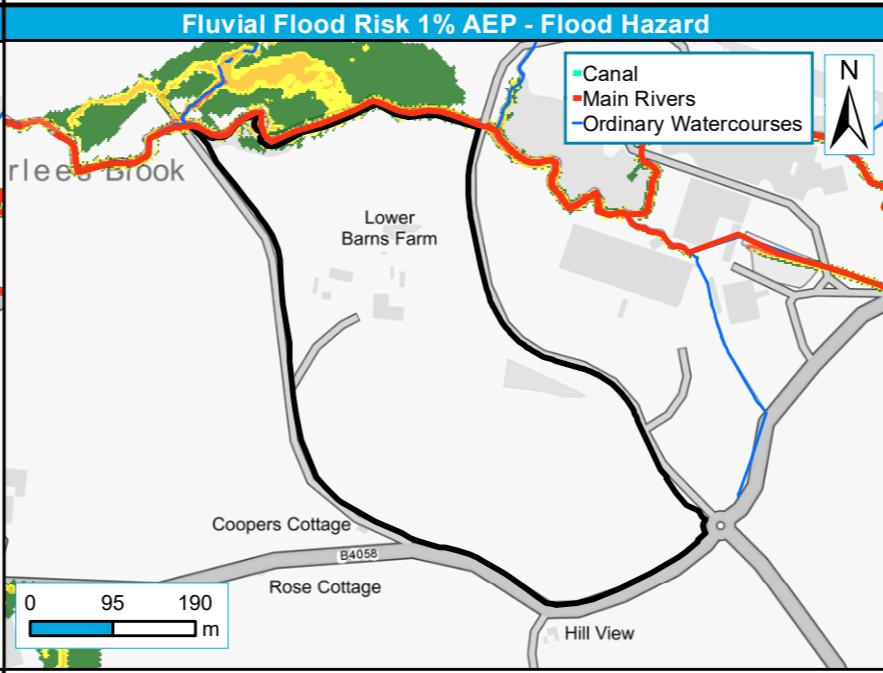 Fluvial Flood Risk 1% AEP - Flood Hazard
Canal
Main Rivers
Ordinary Watercourses
N
rlees Brook
Lower
Barns Farm
Coopers Cottage
B4058
Rose Cottage
Hill View
0 95 190
m